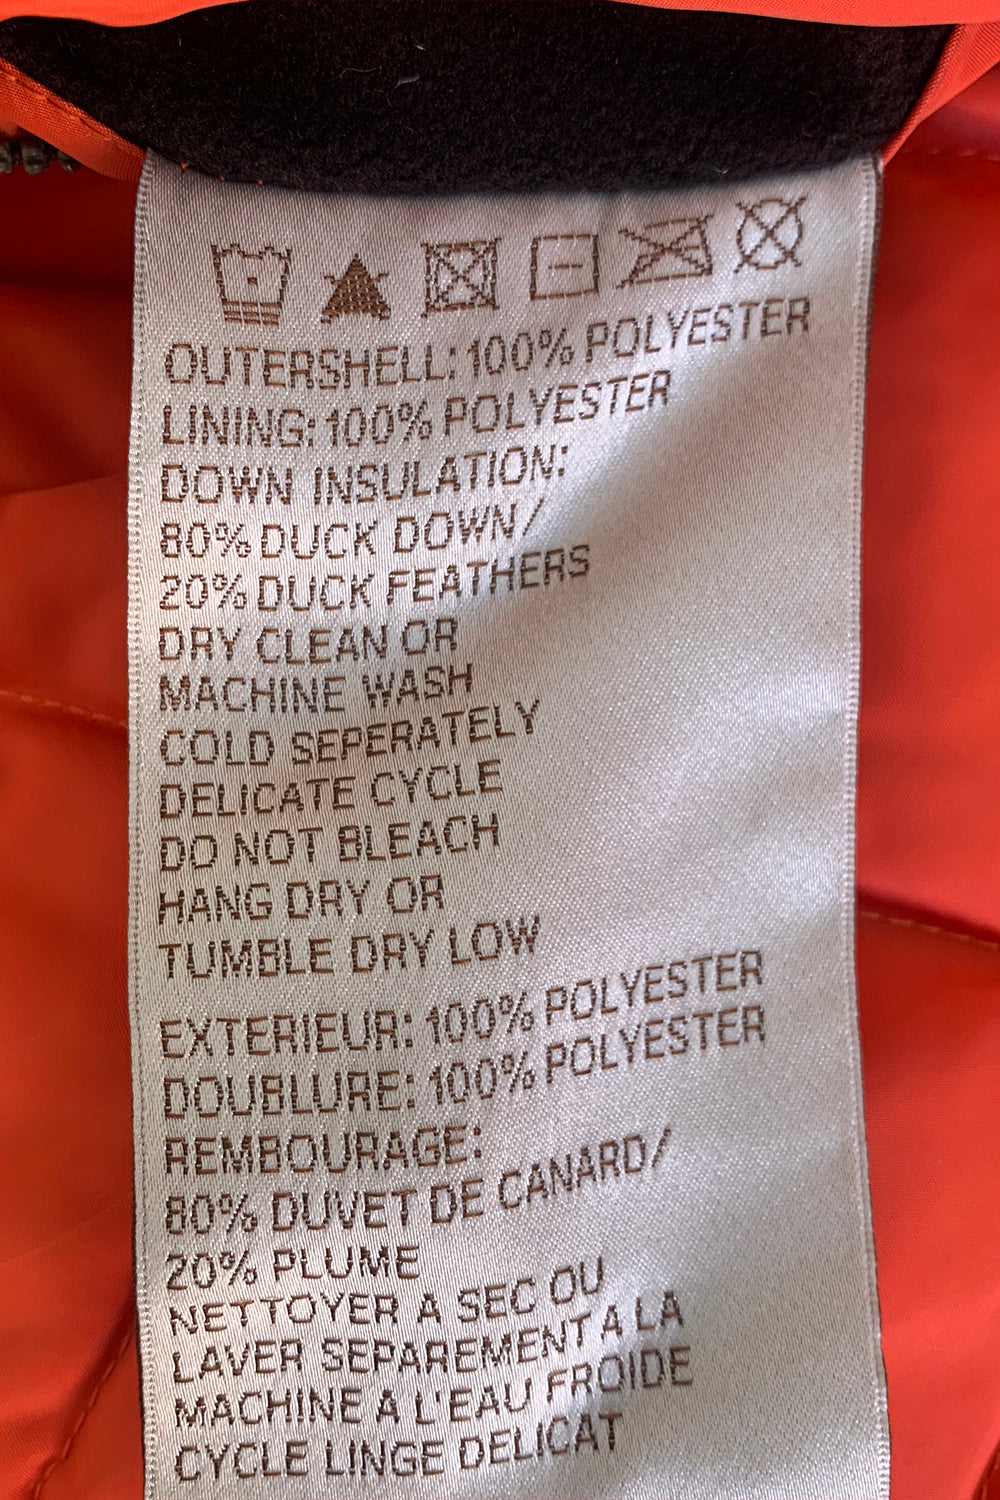 OUTERSHELL: 100% POLYESTER
LINING: 100% POLYESTER
DOWN INSULATION:
80% DUCK DOWN/
20% DUCK FEATHERS
DRY CLEAN OR
MACHINE WASH
COLD SEPERATELY
DELICATE CYCLE
DO NOT BLEACH
HANG DRY OR
TUMBLE DRY LOW
EXTERIEUR: 100% POLYESTER
DOUBLURE: 100% POLYESTER
REMBOURAGE:
80% DUVET DE CANARD/
20% PLUME
NETTOYER A SEC OU
LAVER SEPAREMENT A LA
MACHINE A L'EAU FROIDE
CYCLE LINGE DELICAT